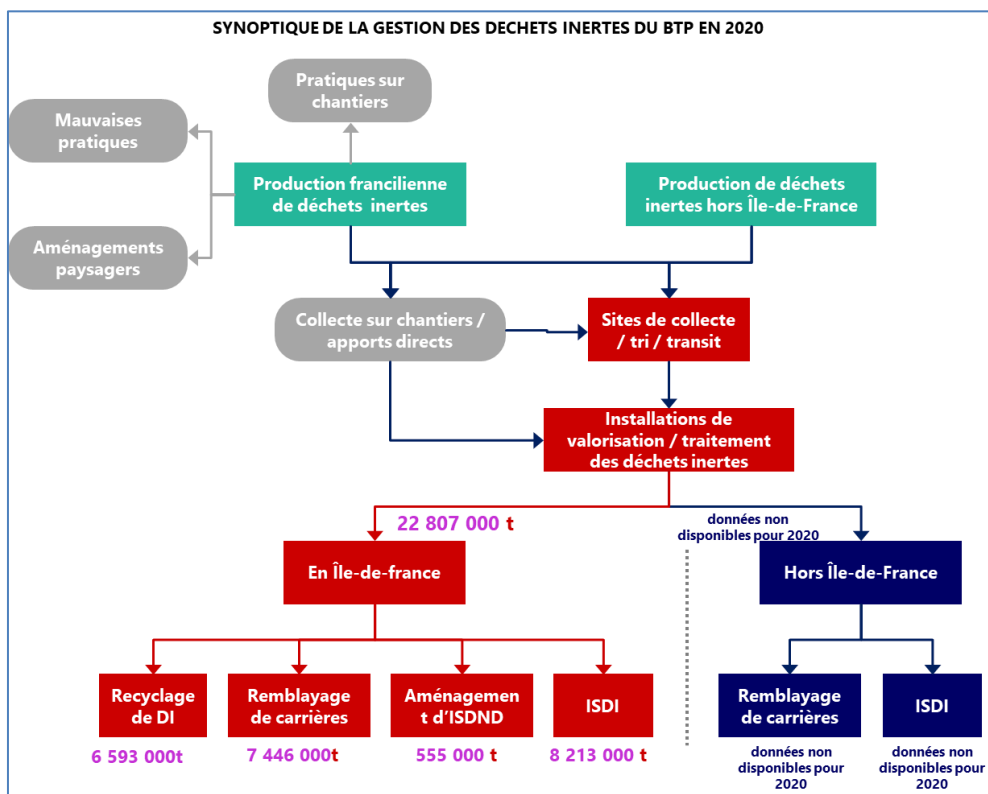 SYNOPTIQUE DE LA GESTION DES DECHETS INERTES DU BTP EN 2020
Pratiques sur
chantiers
Mauvaises
pratiques
Production francilienne
de déchets inertes
Production de déchets
inertes hors Île-de-France
Aménagements
paysagers
Collecte sur chantiers /
apports directs
Sites de collecte
/ tri / transit
Installations de
valorisation / traitement
des déchets inertes
22 807 000 t
données non
disponibles pour 2020
En Île-de-france
Hors Île-de-France
Recyclage
de DI
Remblayage
de carrières
Aménagemen
t d'ISDND
ISDI
Remblayage
de carrières
ISDI
6 593 000t
7 446 000t
555 000 t
8 213 000 t
données non
disponibles pour
2020
données non
disponibles pour
2020